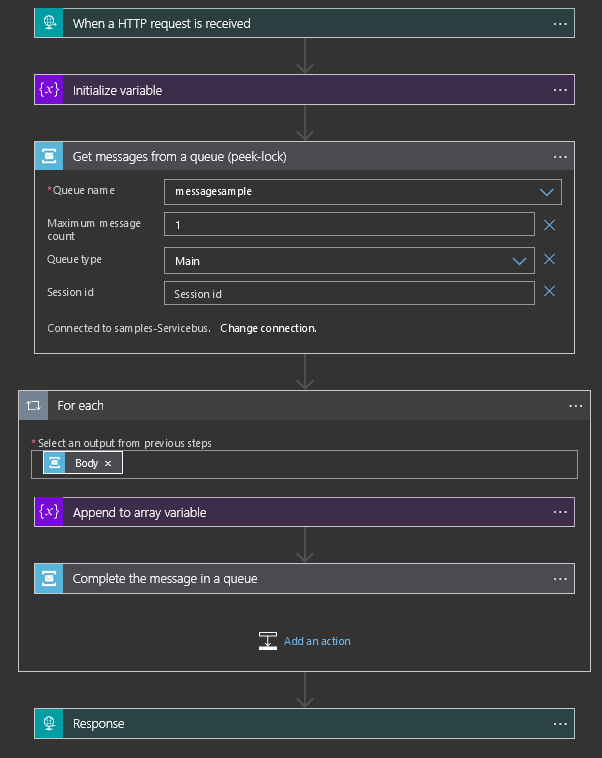 When a HTTP request is received
{x} Initialize variable
Get messages from a queue (peek-lock)
*Queue name messagesample
Maximum message
count
1
Queue type Main
Session id Session id
Connected to samples-Servicebus. Change connection.
For each
* Select an output from previous steps
Body
{x} Append to array variable
Complete the message in a queue
Add an action
Response